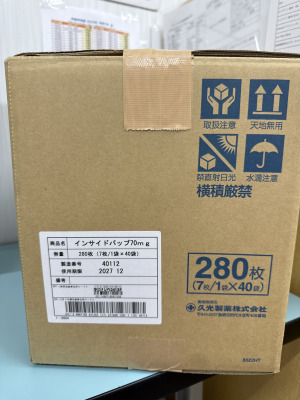 取扱注意
天地無用
禁直射日光
水濡注意
横積厳禁
商品名 インサイドパップ70mg
数量 280枚 (7枚/1袋×40袋)
製造番号 40112
使用期限 2027 12
備考
280枚
(7枚/1袋×40袋)
久光製薬株式会社